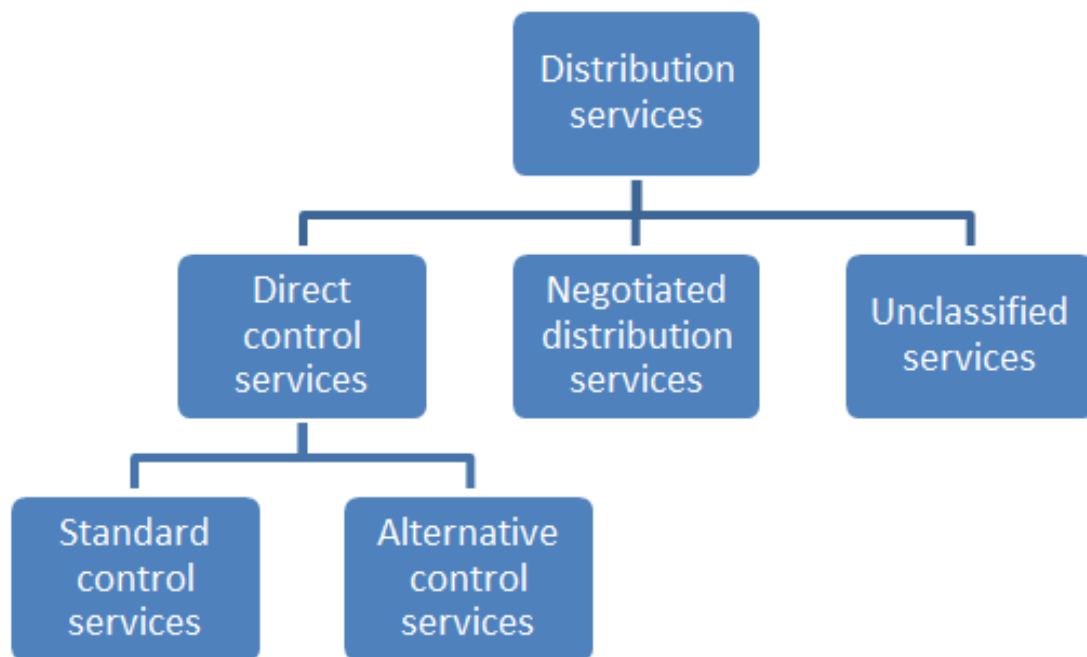 Distribution
services
Direct
control
services
Negotiated
distribution
services
Unclassified
services
Standard
control
services
Alternative
control
services